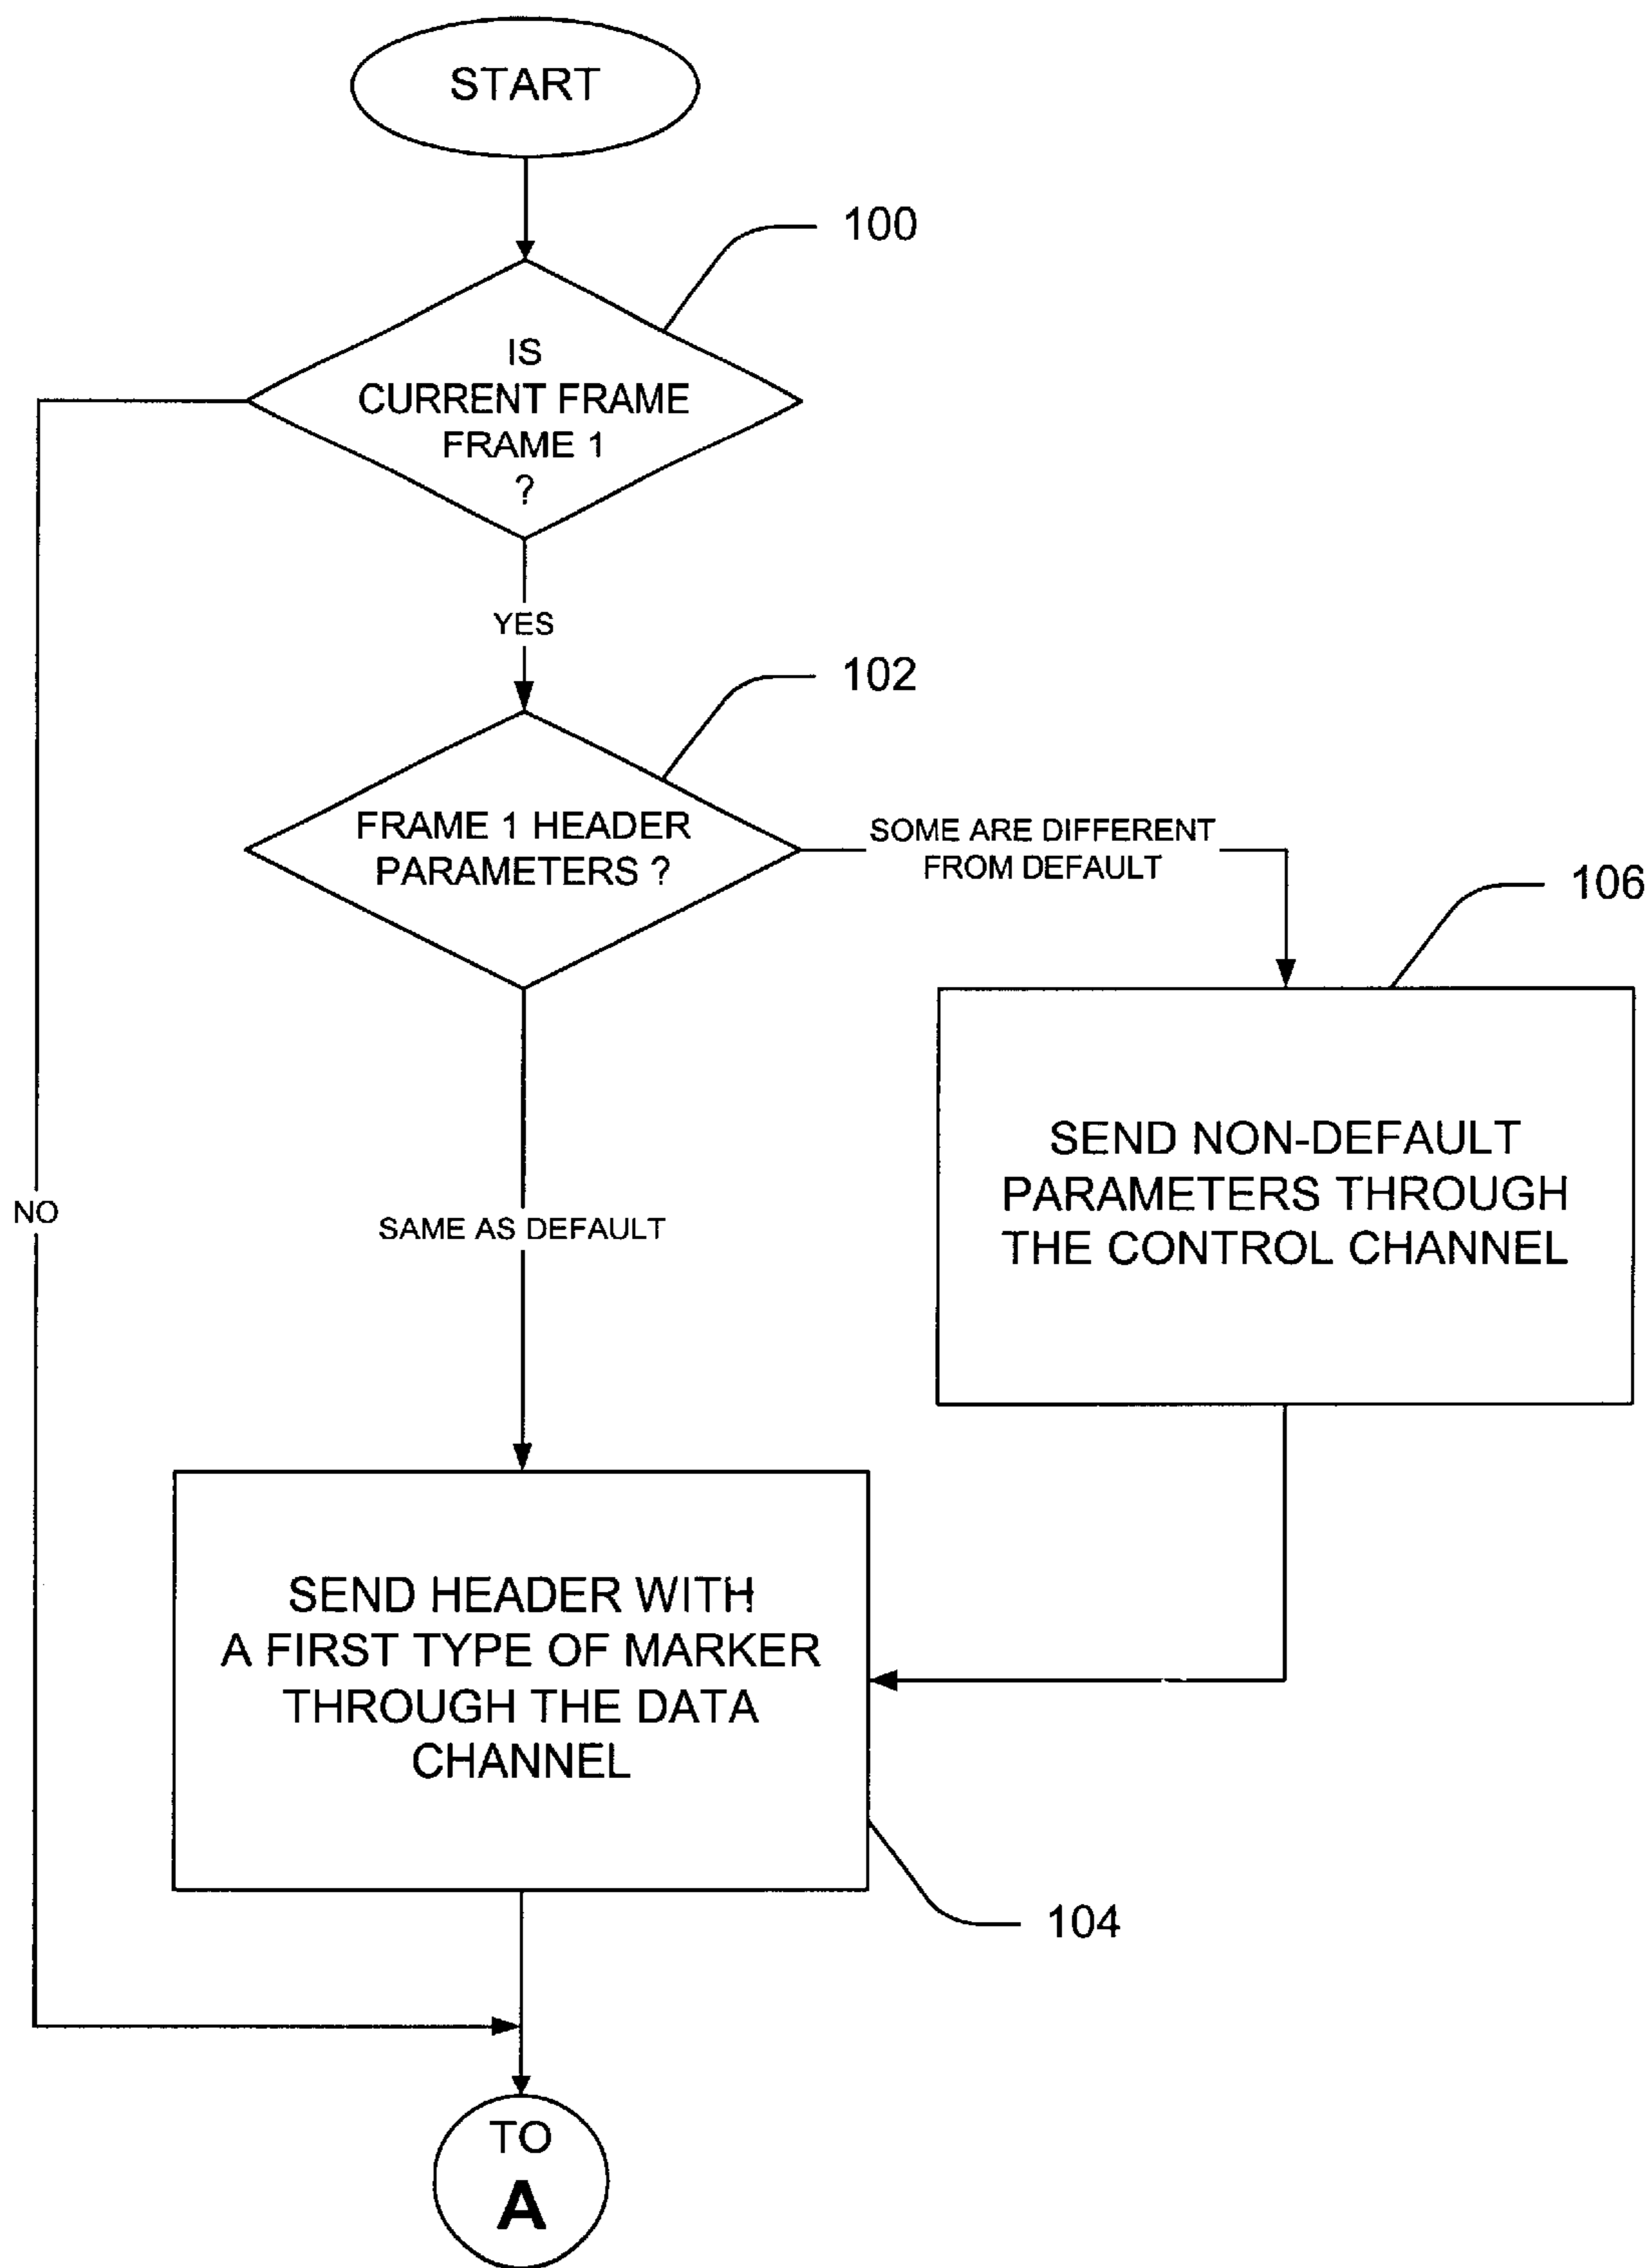 START
100
IS
CURRENT FRAME
FRAME 1
?
YES
102
FRAME 1 HEADER
PARAMETERS ?
SOME ARE DIFFERENT
FROM DEFAULT
106
SEND NON-DEFAULT
PARAMETERS THROUGH
THE CONTROL CHANNEL
NO
SAME AS DEFAULT
SEND HEADER WITH
A FIRST TYPE OF MARKER
THROUGH THE DATA
CHANNEL
104
TO
A